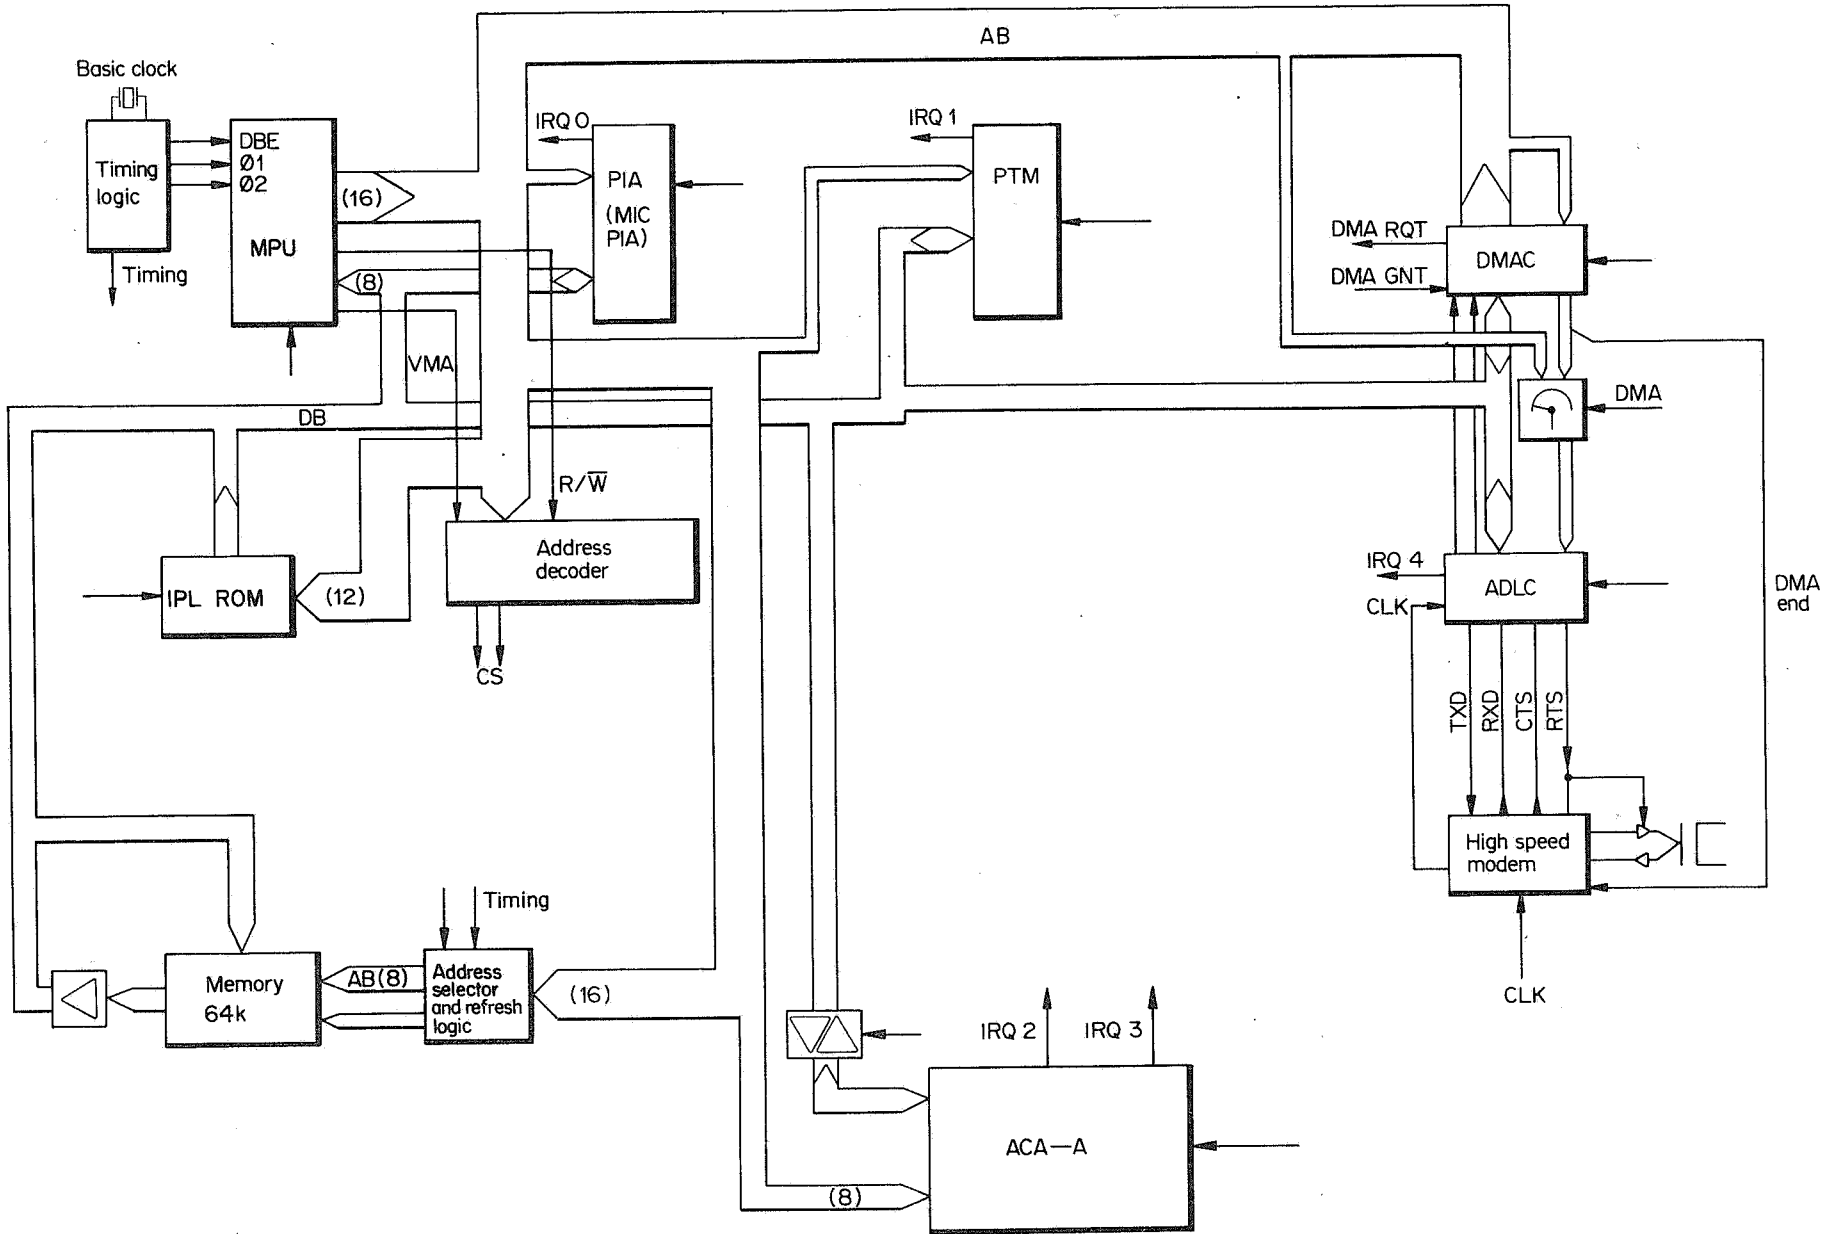 AB
Basic clock
IRQ 0
IRQ 1
DBE
Ø1
Ø2
Timing
logic
(16)
MPU
PIA
(MIC
PIA)
PTM
DMA RQT
DMAC
DMA GNT
Timing
(8)
VMA
DMA
DB
R/W̅
Address
decoder
IPL ROM
(12)
IRQ 4
CLK
ADLC
DMA
end
CS
TXD
RXD
CTS
RTS
High speed
modem
Timing
Memory
64k
AB(8)
Address
selector
and refresh
logic
(16)
CLK
IRQ 2
IRQ 3
ACA—A
(8)